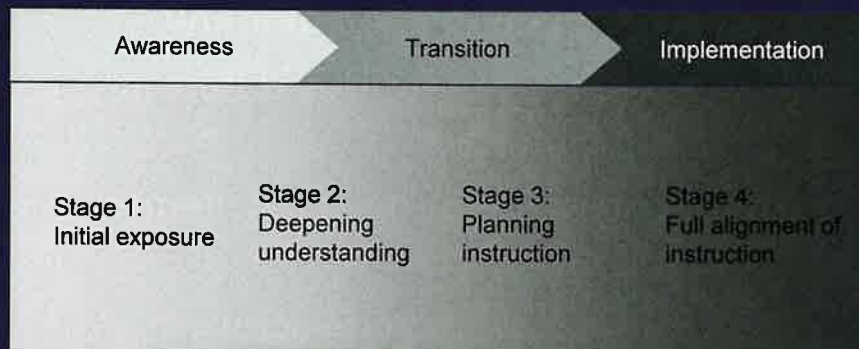 Awareness
Transition
Implementation
Stage 1:
Initial exposure
Stage 2:
Deepening
understanding
Stage 3:
Planning
instruction
Stage 4:
Full alignment of
instruction